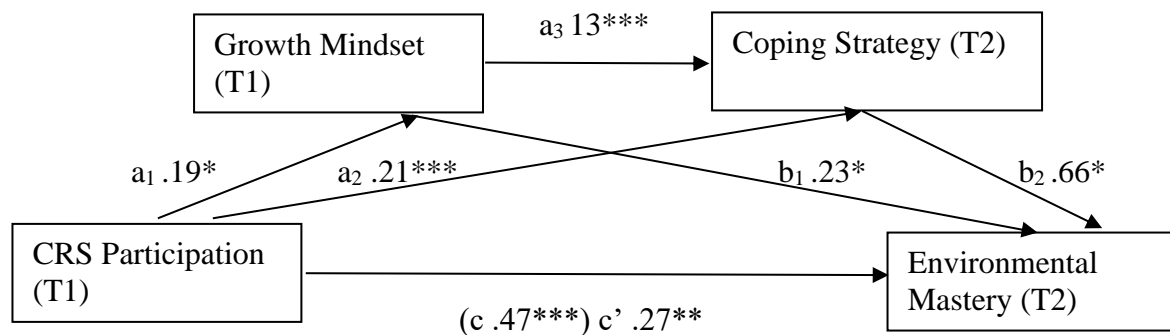 a₃ 13***
Growth Mindset
(T1)
Coping Strategy (T2)
a₁ .19*
a₂ .21***
b₁ .23*
b₂ .66*
CRS Participation
(T1)
Environmental
Mastery (T2)
(c .47***) c’ .27**